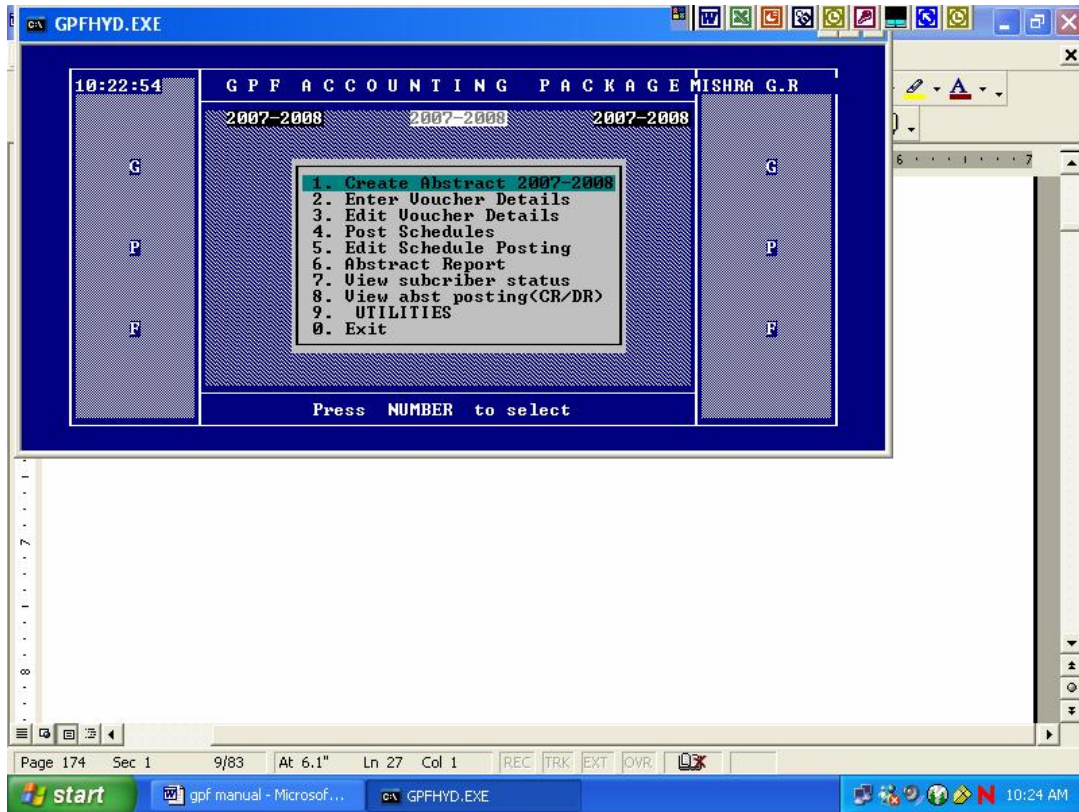 GPFHYD.EXE
10:22:54 G P F A C C O U N T I N G P A C K A G E MISHRA G.R
2007-2008 2007-2008 2007-2008
G G
P P
F F
1. Create Abstract 2007-2008
2. Enter Voucher Details
3. Edit Voucher Details
4. Post Schedules
5. Edit Schedule Posting
6. Abstract Report
7. View subcriber status
8. View abst posting(CR/DR)
9. UTILITIES
0. Exit
Press NUMBER to select
6 7
7
8
Page 174 Sec 1 9/83 At 6.1" Ln 27 Col 1 REC TRK EXT OVR
start gpf manual - Microsof... GPFHYD.EXE 10:24 AM